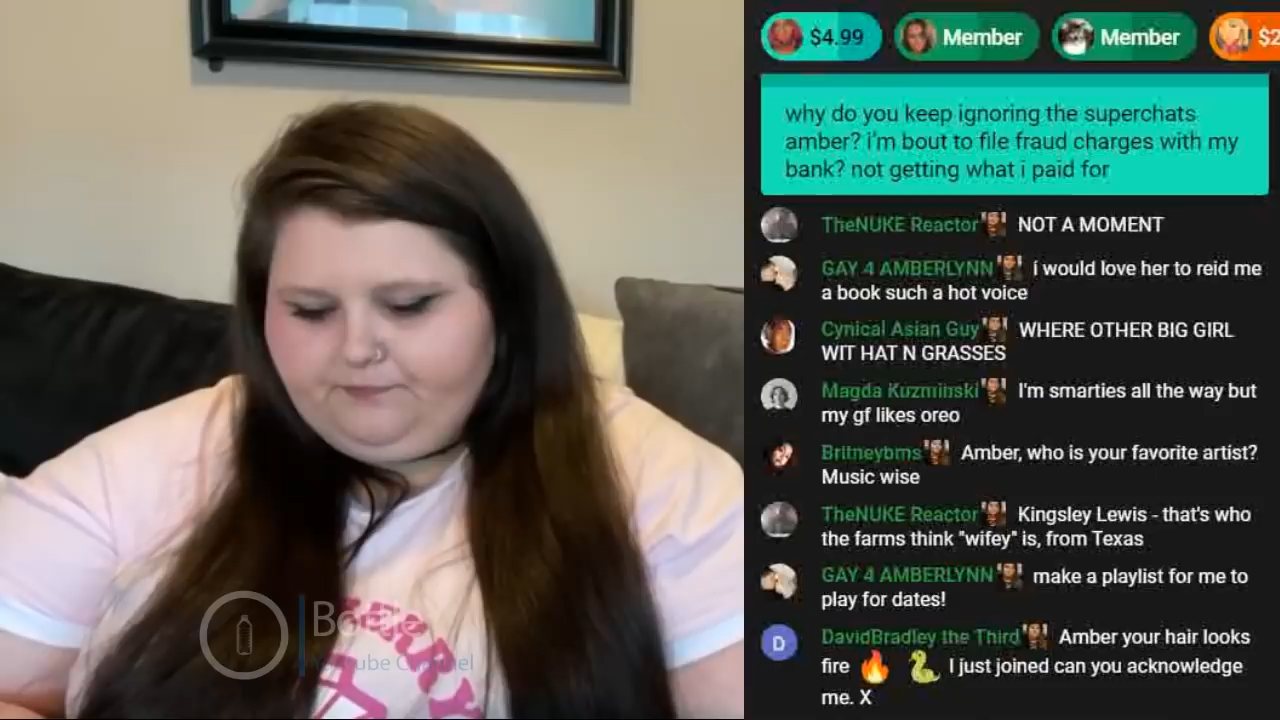 $4.99
Member
Member
$2
why do you keep ignoring the superchats
amber? i'm bout to file fraud charges with my
bank? not getting what i paid for
TheNUKE Reactor NOT A MOMENT
GAY 4 AMBERLYNN i would love her to reid me
a book such a hot voice
Cynical Asian Guy WHERE OTHER BIG GIRL
WIT HAT N GRASSES
Magda Kuzminski I'm smarties all the way but
my gf likes oreo
Britneybms Amber, who is your favorite artist?
Music wise
TheNUKE Reactor Kingsley Lewis - that's who
the farms think "wifey" is, from Texas
GAY 4 AMBERLYNN make a playlist for me to
play for dates!
D
DavidBradley the Third Amber your hair looks
fire 🔥 🐍 I just joined can you acknowledge
me. X
Channel